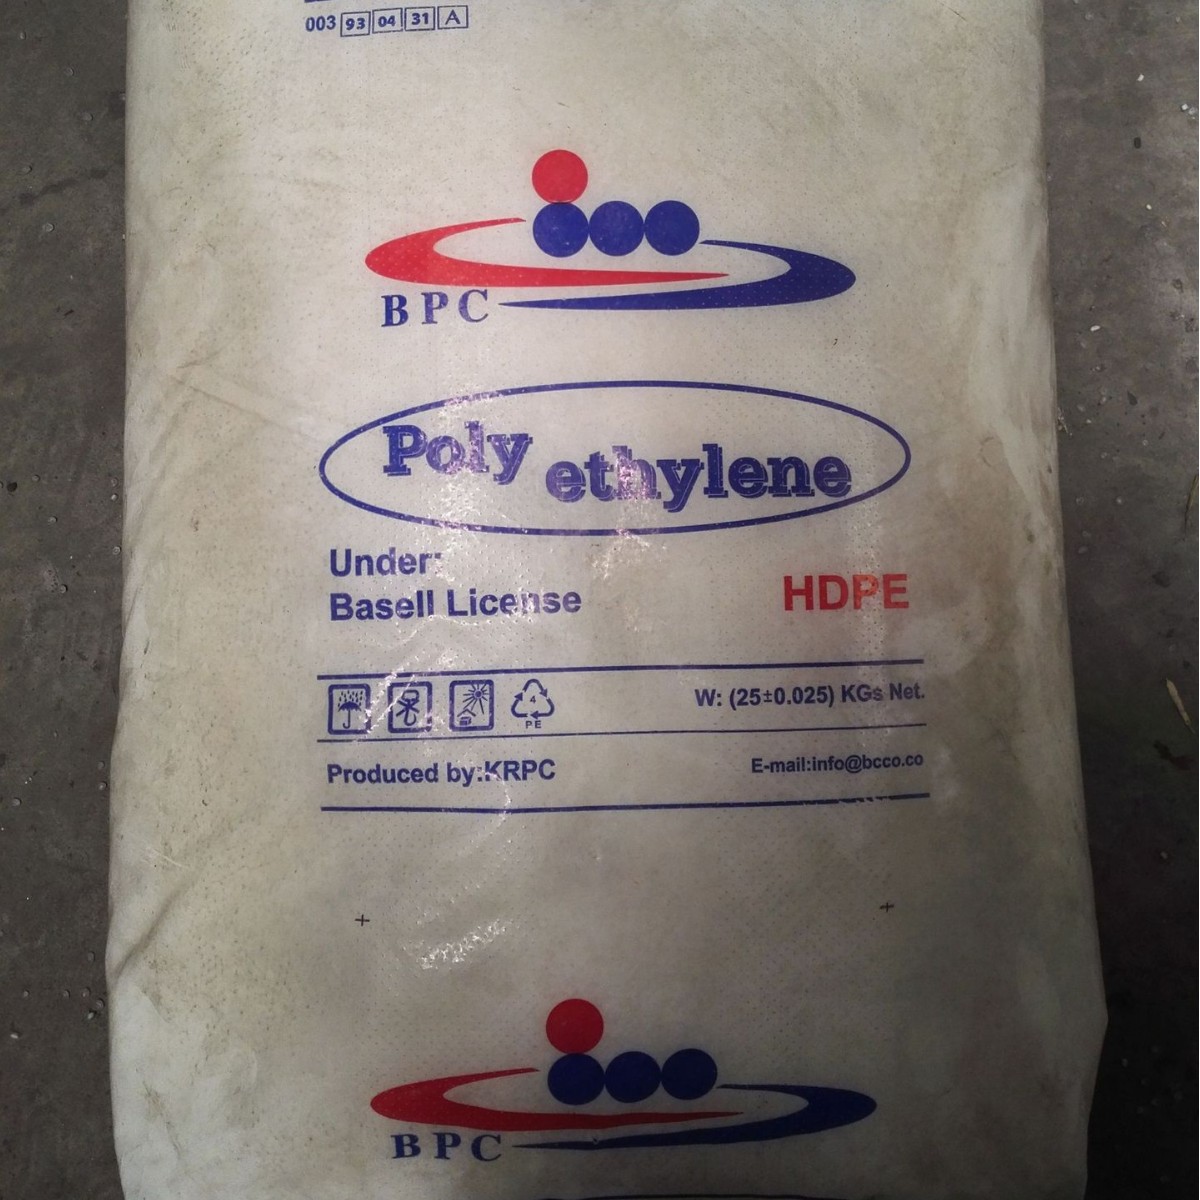 003 93 04 31 A
BPC
Poly ethylene
Under:
Basell License
HDPE
4
PE
W: (25±0.025) KGs Net.
Produced by:KRPC
E-mail:info@bcco.co
BPC